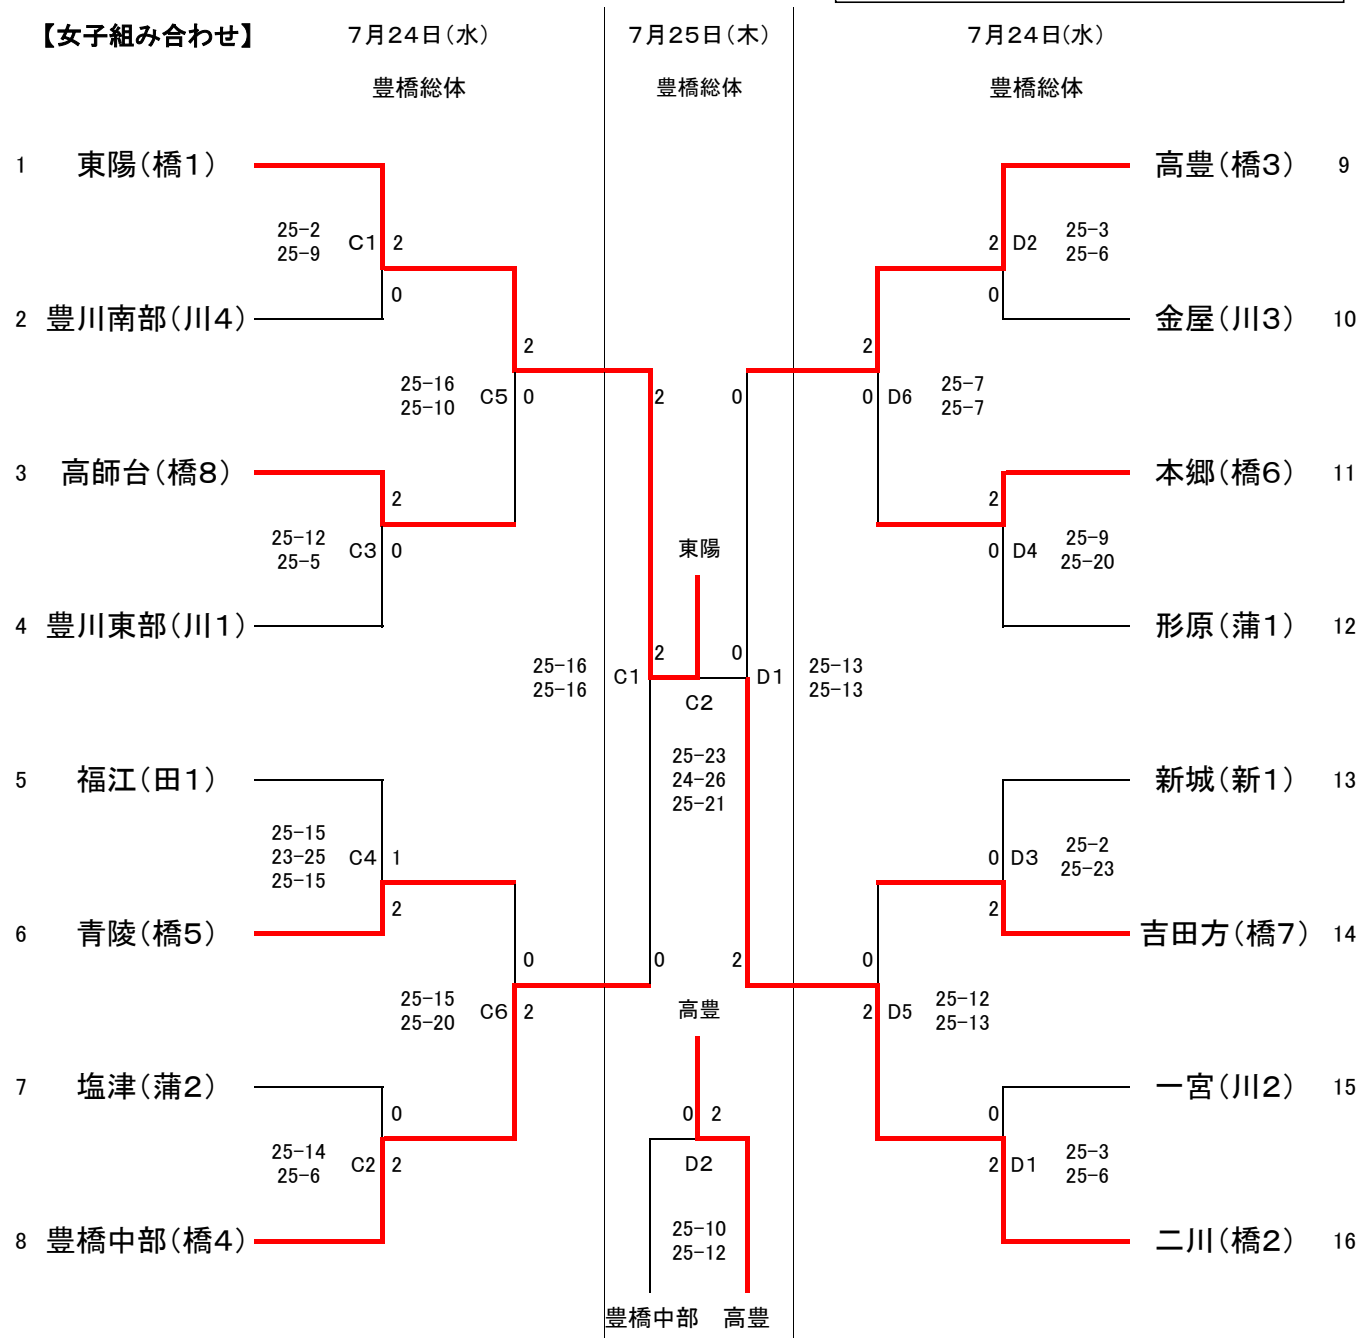 【女子組み合わせ】 7月24日(水) 7月25日(木) 7月24日(水)
豊橋総体 豊橋総体 豊橋総体
1 東陽(橋1) 高豊(橋3) 9
25-2 25-3
C1 2 2 D2
25-9 25-6
0 0
2 豊川南部(川4) 金屋(川3) 10
2 2
25-16 25-7
C5 0 2 0 0 D6
25-10 25-7
3 高師台(橋8) 本郷(橋6) 11
2 2
25-12 25-9
C3 0 東陽 0 D4
25-5 25-20
4 豊川東部(川1) 形原(蒲1) 12
2 0
25-16 25-13
C1 D1
25-16 25-13
C2
25-23
24-26
25-21
5 福江(田1) 新城(新1) 13
25-15 25-2
23-25 C4 1 0 D3
25-15 25-23
2 2
6 青陵(橋5) 吉田方(橋7) 14
0 0 2 0
25-15 25-12
C6 2 高豊 2 D5
25-20 25-13
7 塩津(蒲2) 一宮(川2) 15
0 0 2 0
25-14 25-3
C2 2 D2 2 D1
25-6 25-6
8 豊橋中部(橋4) 二川(橋2) 16
25-10
25-12
豊橋中部 高豊